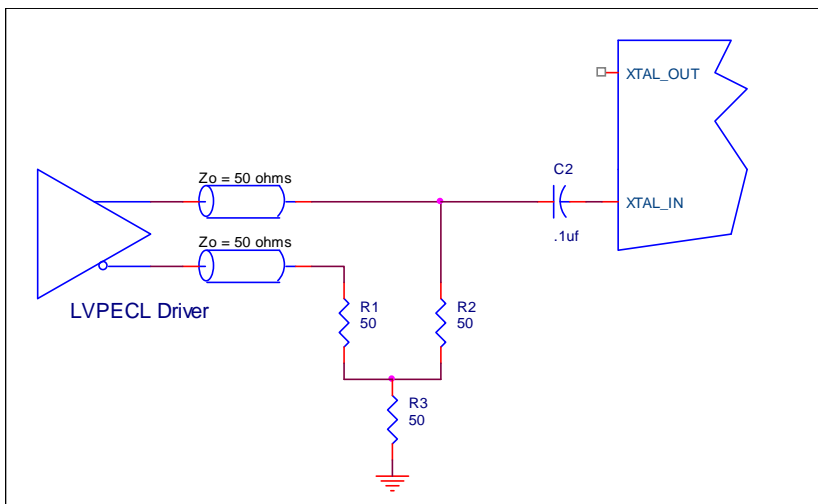 XTAL_OUT
C2
Zo = 50 ohms
XTAL_IN
.1uf
Zo = 50 ohms
LVPECL Driver
R1
50
R2
50
R3
50